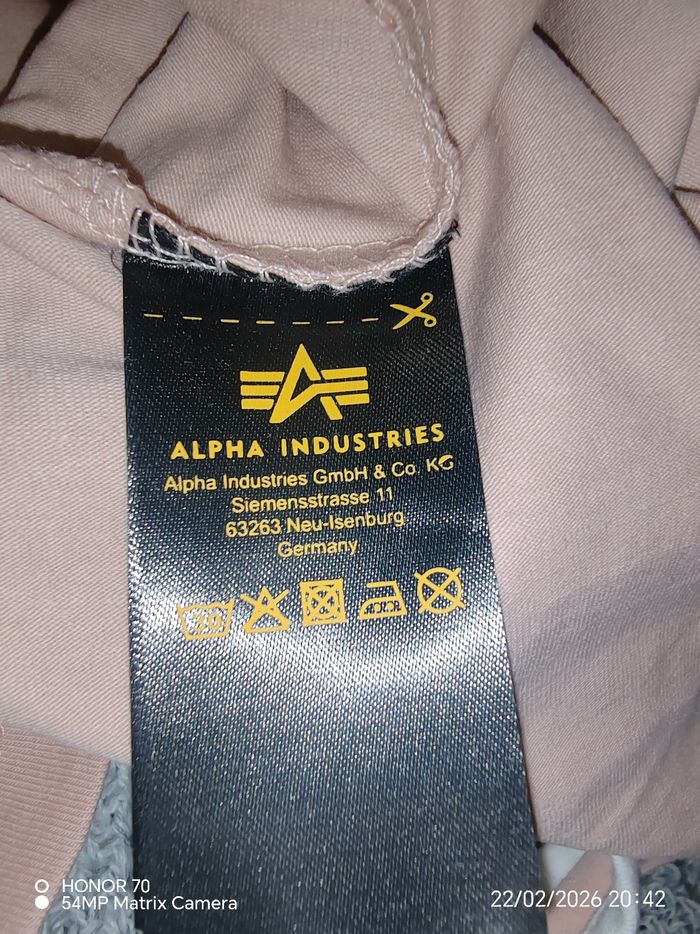 ALPHA INDUSTRIES
Alpha Industries GmbH & Co. KG
Siemensstrasse 11
63263 Neu-Isenburg
Germany
30
HONOR 70
54MP Matrix Camera
22/02/2026 20:42